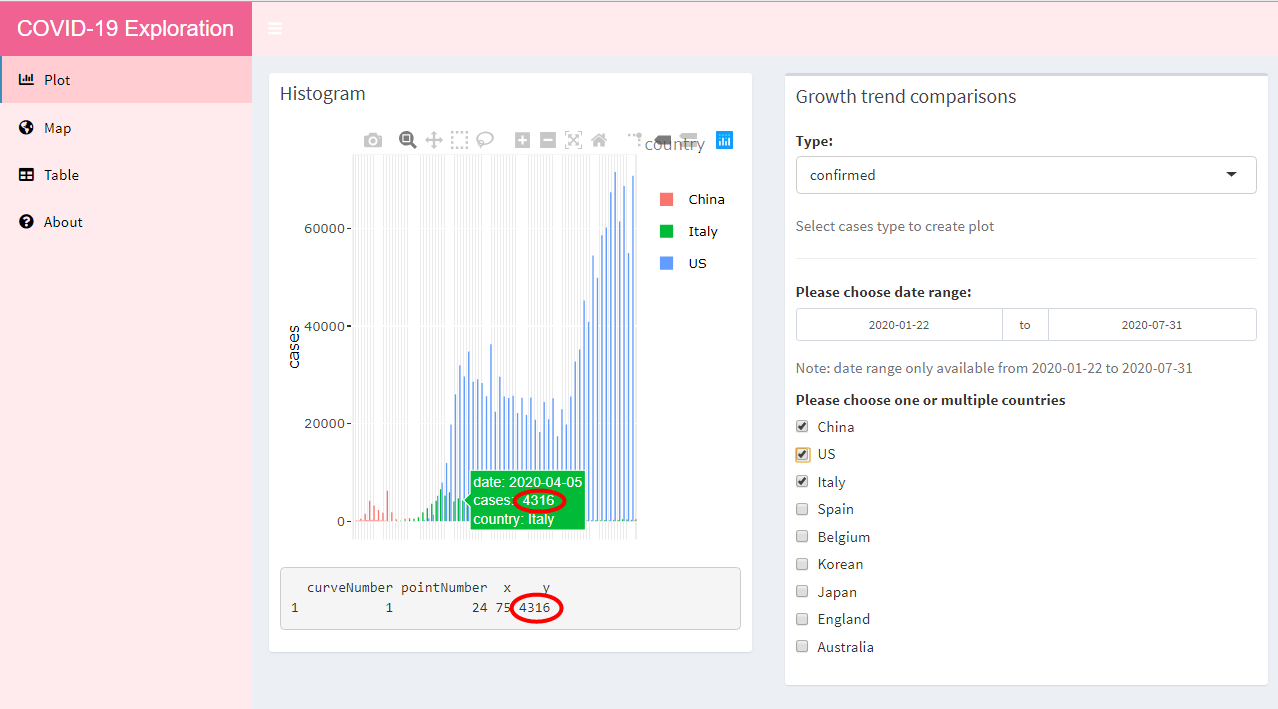 COVID-19 Exploration
Plot
Map
Table
About
Histogram
country
China
Italy
US
60000
40000
20000
0
cases
date: 2020-04-05
cases: 4316
country: Italy
curveNumber pointNumber x y
1 1 24 75 4316
Growth trend comparisons
Type:
confirmed
Select cases type to create plot
Please choose date range:
2020-01-22 to 2020-07-31
Note: date range only available from 2020-01-22 to 2020-07-31
Please choose one or multiple countries
China
US
Italy
Spain
Belgium
Korean
Japan
England
Australia